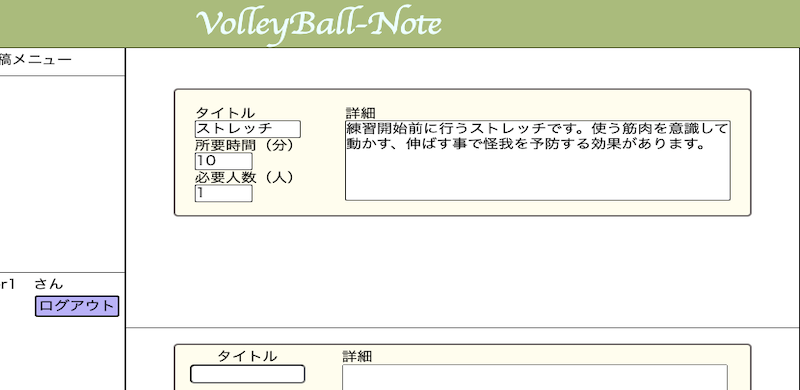 VolleyBall-Note
稿メニュー
タイトル
ストレッチ
所要時間（分）
10
必要人数（人）
1
詳細
練習開始前に行うストレッチです。使う筋肉を意識して
動かす、伸ばす事で怪我を予防する効果があります。
er1 さん
ログアウト
タイトル
詳細